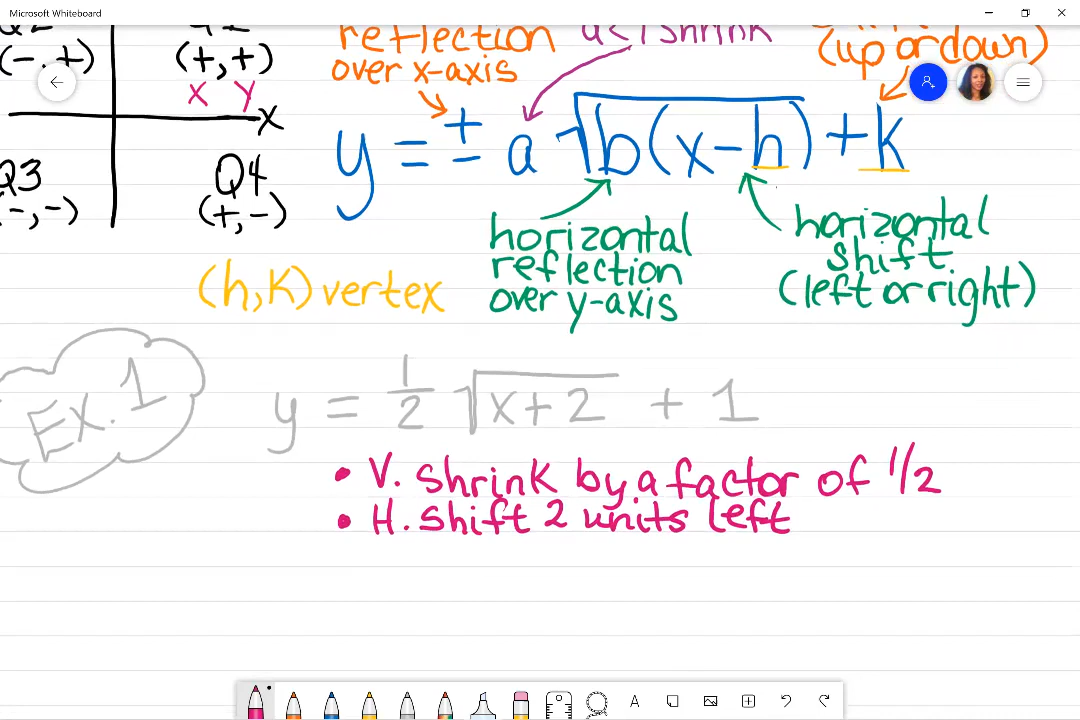 Microsoft Whiteboard
(-,+)
(+,+)
X Y
x
Q3
(-,-)
Q4
(+,-)
reflection
over x-axis
a<1 shrink
(up or down)
y = ± a √b(x-h) + k
horizontal
reflection
over y-axis
horizontal
shift
(left or right)
(h,k) vertex
Ex. 1
y = 1/2 √x+2 + 1
• V. shrink by a factor of 1/2
• H. shift 2 units left
A